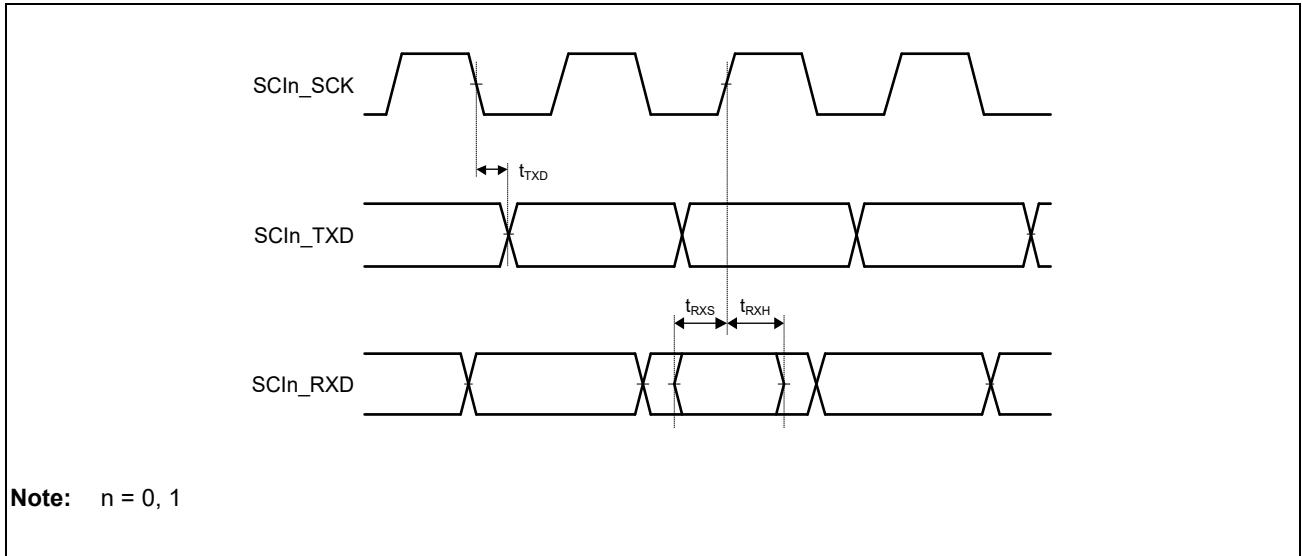 SCIn_SCK
tTXD
SCIn_TXD
tRXS tRXH
SCIn_RXD
Note: n = 0, 1